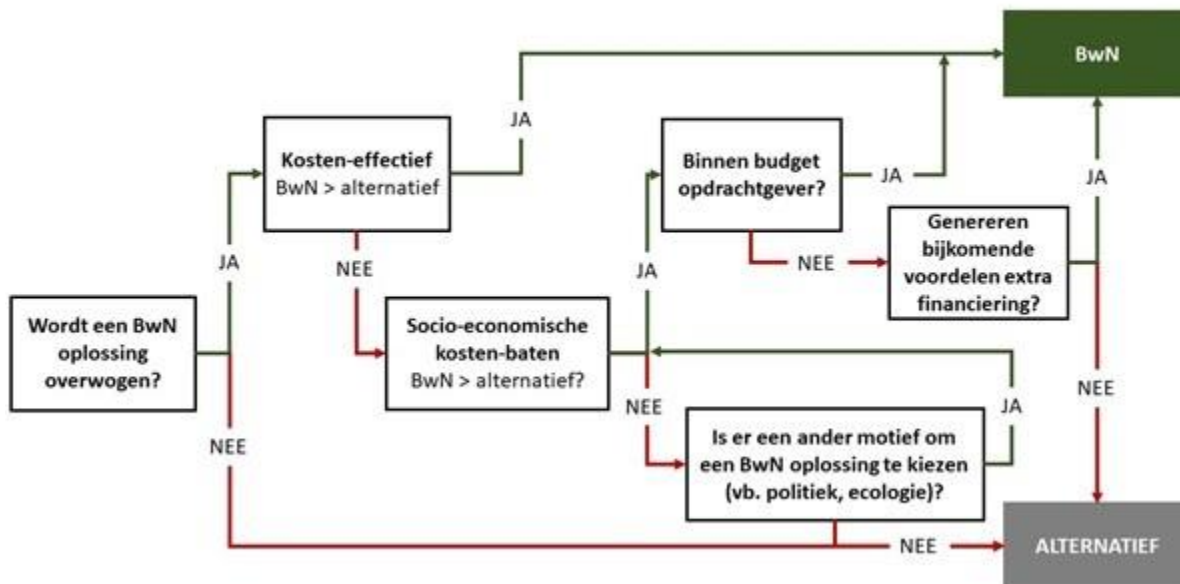 BwN
JA
Kosten-effectief
BwN > alternatief
Binnen budget
opdrachtgever?
JA
JA
Genereren
bijkomende
voordelen extra
financiering?
JA
NEE
NEE
JA
Wordt een BwN
oplossing
overwogen?
Socio-economische
kosten-baten
BwN > alternatief?
NEE
NEE
JA
NEE
Is er een ander motief om
een BwN oplossing te kiezen
(vb. politiek, ecologie)?
NEE
ALTERNATIEF